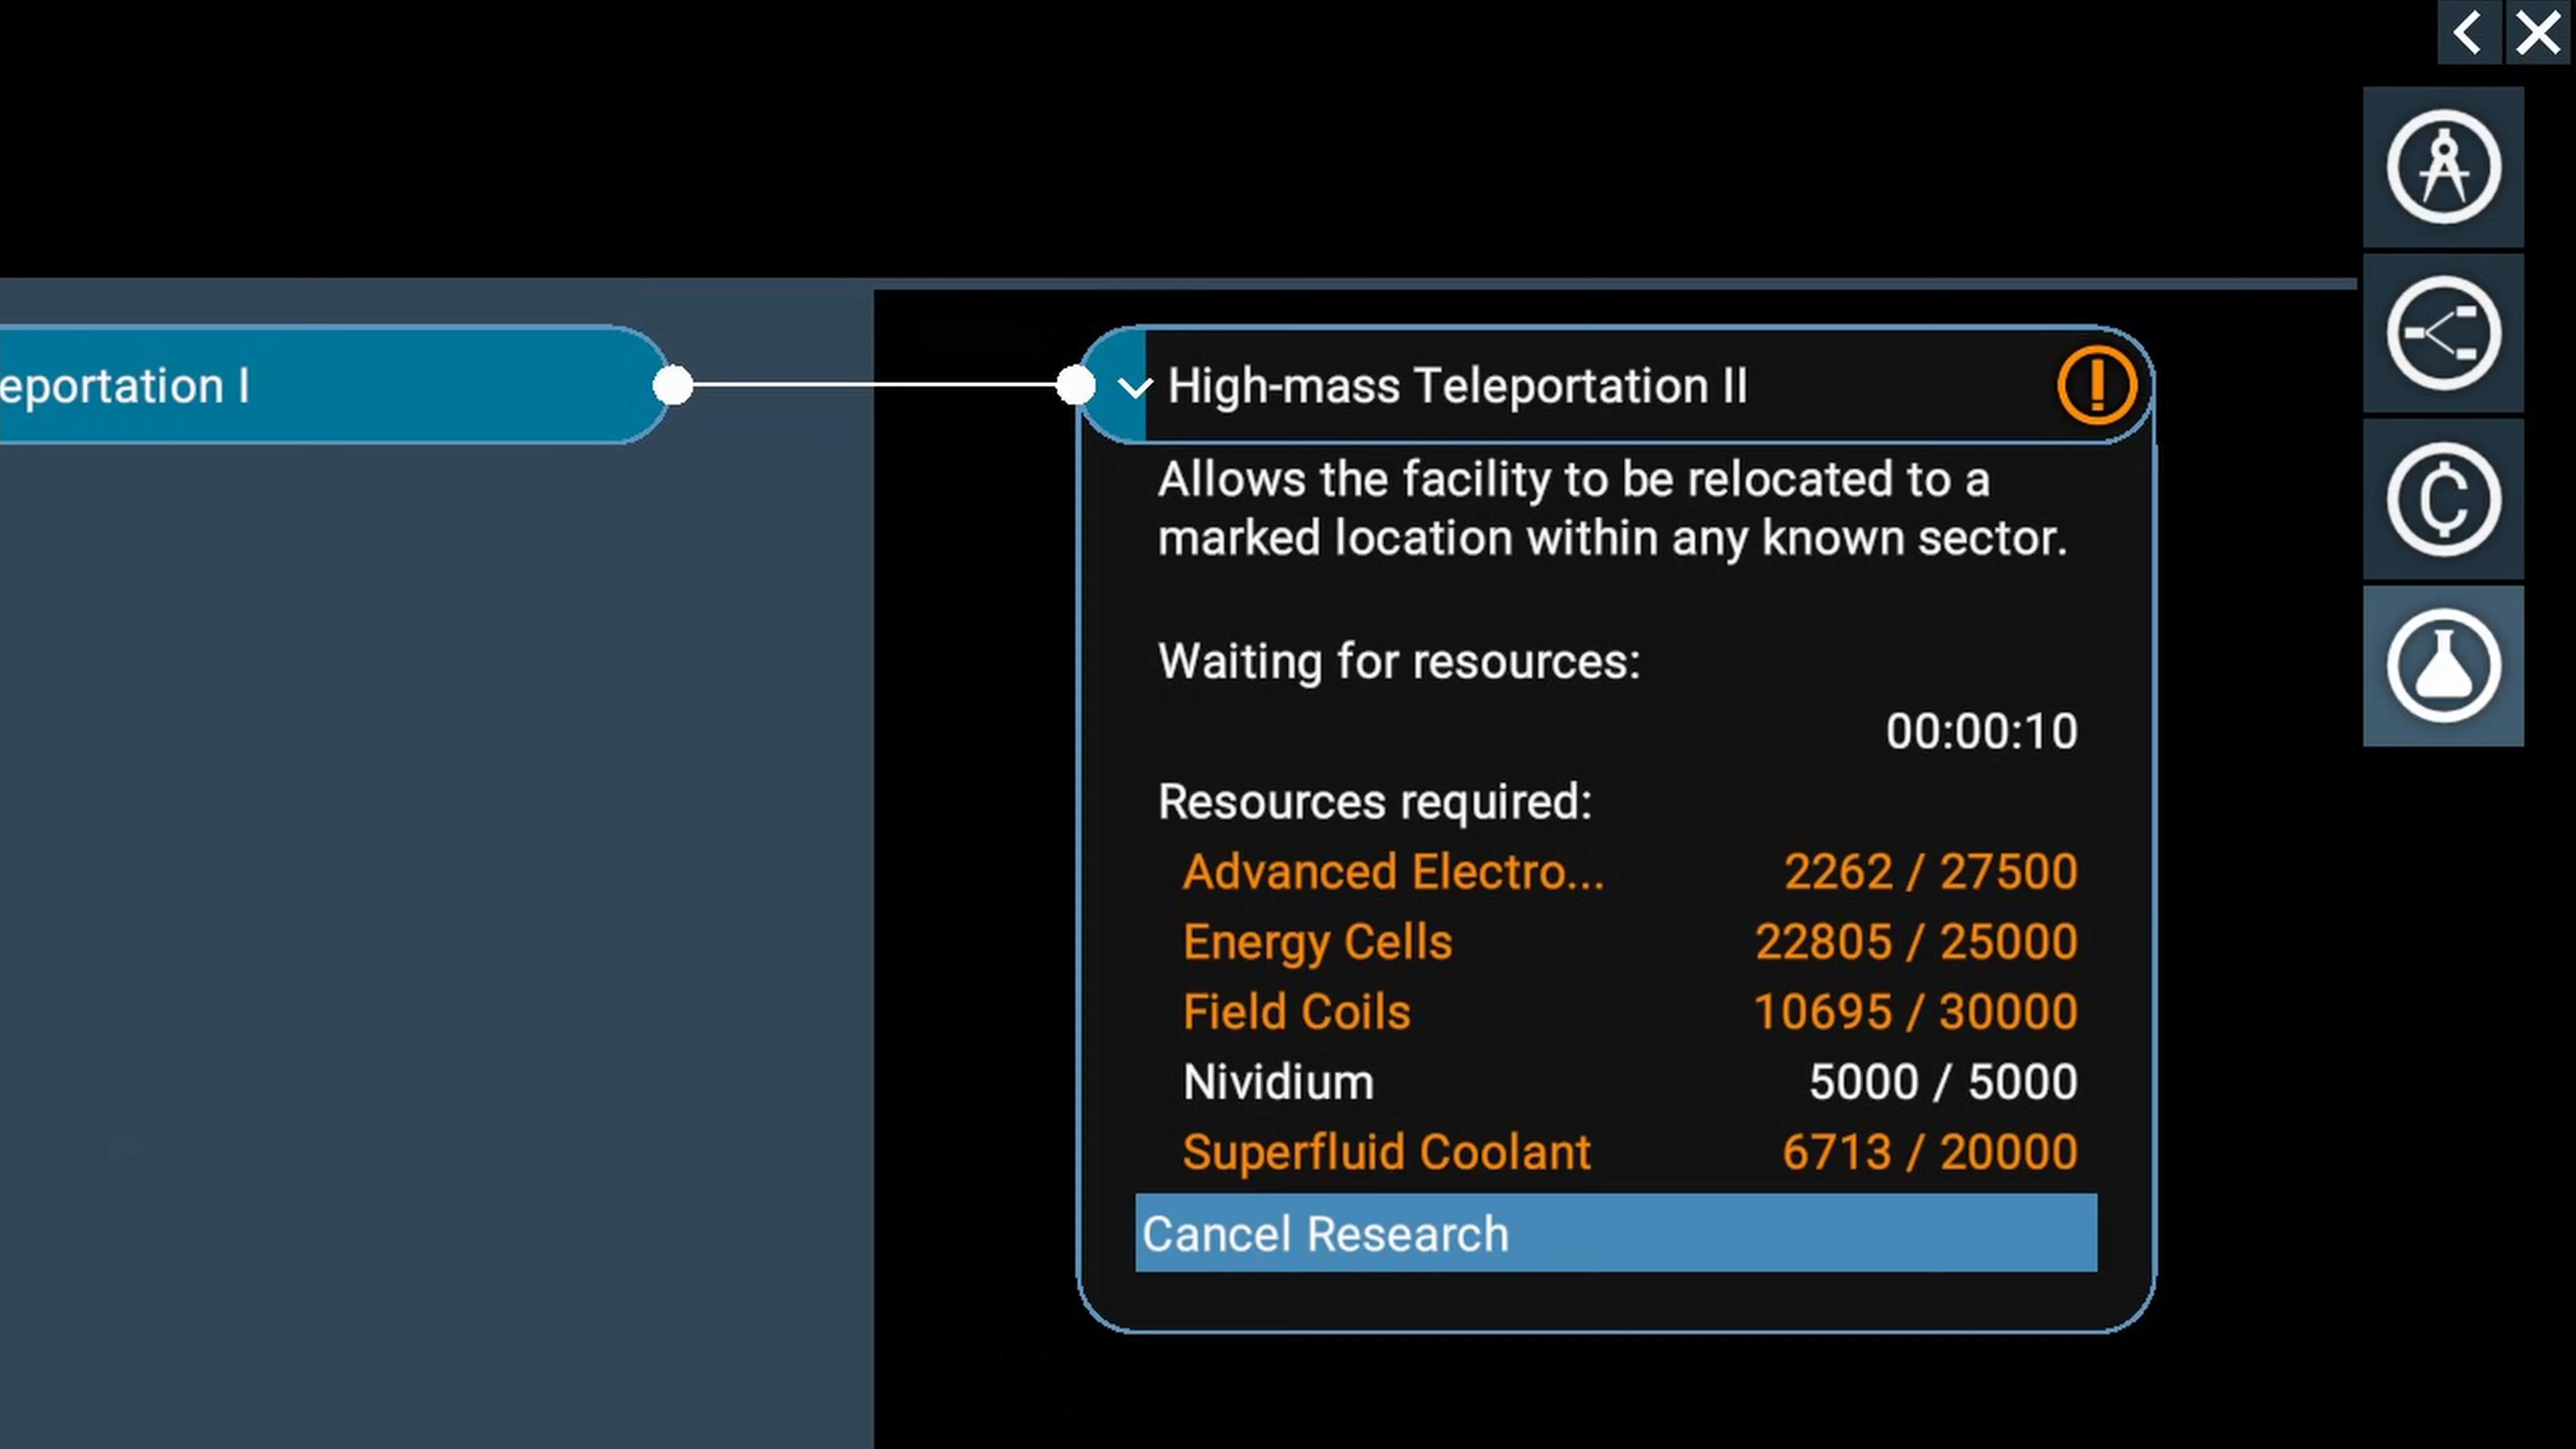 eportation I
High-mass Teleportation II
Allows the facility to be relocated to a
marked location within any known sector.
Waiting for resources:
00:00:10
Resources required:
Advanced Electro... 2262 / 27500
Energy Cells 22805 / 25000
Field Coils 10695 / 30000
Nividium 5000 / 5000
Superfluid Coolant 6713 / 20000
Cancel Research